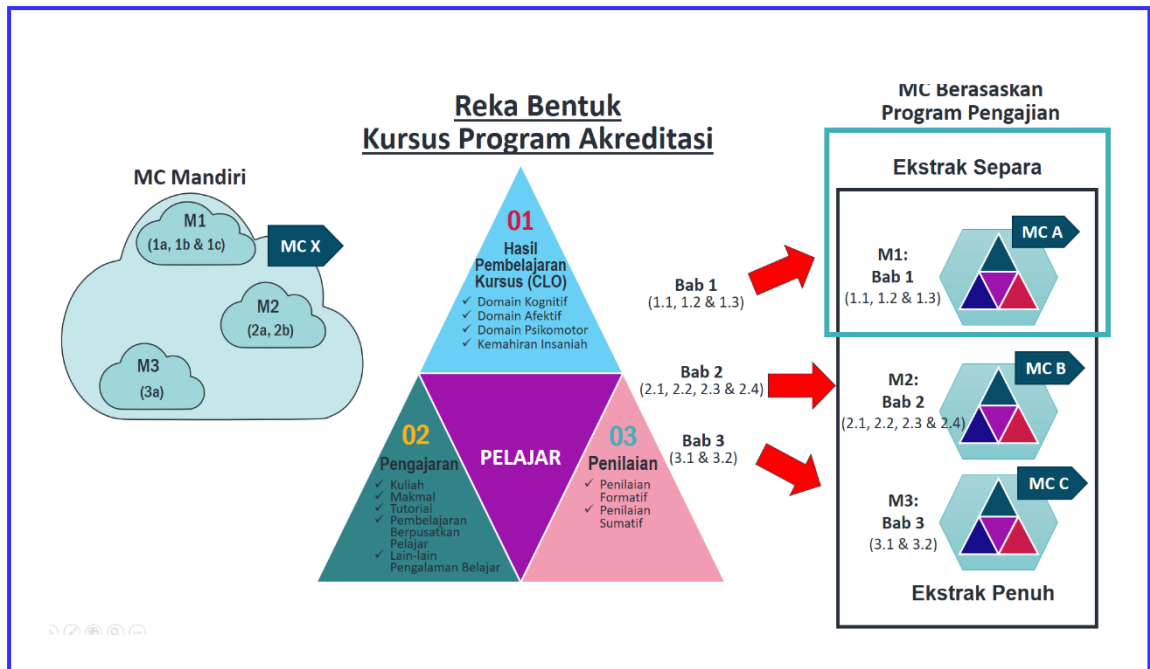 Reka Bentuk
Kursus Program Akreditasi
MC Mandiri
M1
(1a, 1b & 1c)
MC X
M2
(2a, 2b)
M3
(3a)
01
Hasil
Pembelajaran
Kursus (CLO)
✓ Domain Kognitif
✓ Domain Afektif
✓ Domain Psikomotor
✓ Kemahiran Insaniah
02
Pengajaran
✓ Kuliah
✓ Makmal
✓ Tutorial
✓ Pembelajaran
Berpusatkan
Pelajar
✓ Lain-lain
Pengalaman Belajar
PELAJAR
03
Penilaian
✓ Penilaian
Formatif
✓ Penilaian
Sumatif
Bab 1
(1.1, 1.2 & 1.3)
Bab 2
(2.1, 2.2, 2.3 & 2.4)
Bab 3
(3.1 & 3.2)
MC Berasaskan
Program Pengajian
Ekstrak Separa
MC A
M1:
Bab 1
(1.1, 1.2 & 1.3)
MC B
M2:
Bab 2
(2.1, 2.2, 2.3 & 2.4)
MC C
M3:
Bab 3
(3.1 & 3.2)
Ekstrak Penuh